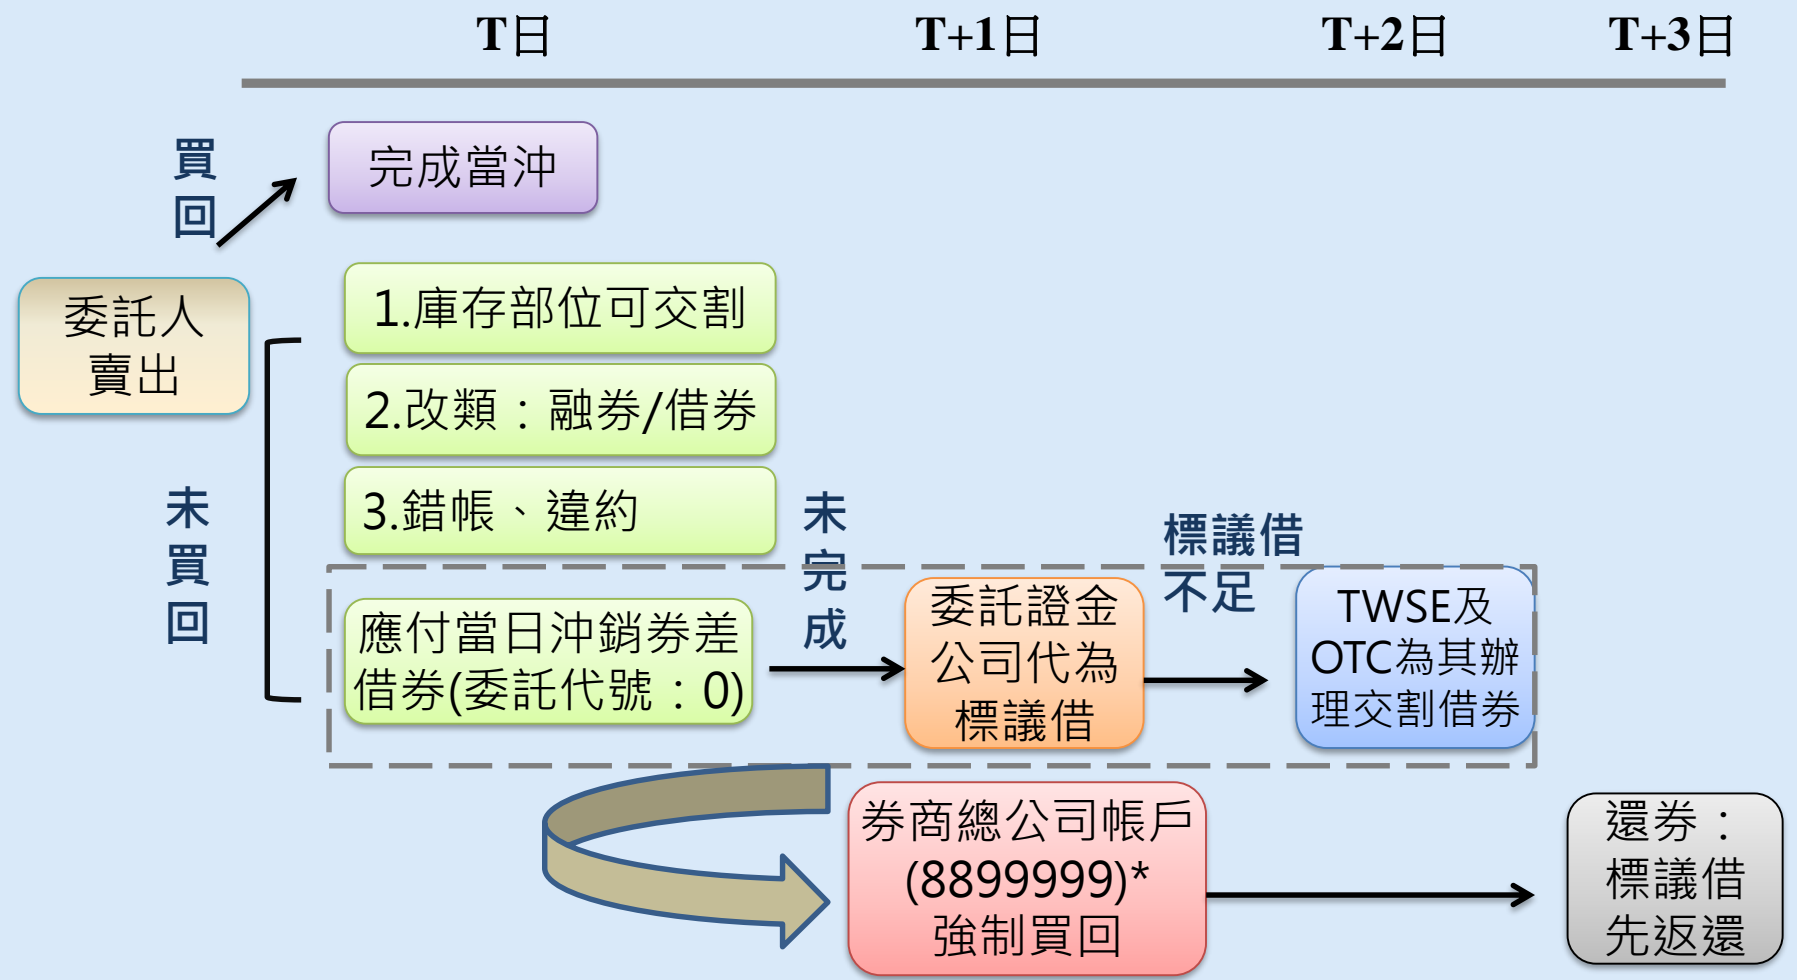 T日
T+1日
T+2日
T+3日
買
回
完成當沖
委託人
賣出
1.庫存部位可交割
2.改類：融券/借券
3.錯帳、違約
未
買
回
應付當日沖銷券差
借券(委託代號：0)
未
完
成
委託證金
公司代為
標議借
標議借
不足
TWSE及
OTC為其辦
理交割借券
券商總公司帳戶
(8899999)*
強制買回
還券：
標議借
先返還